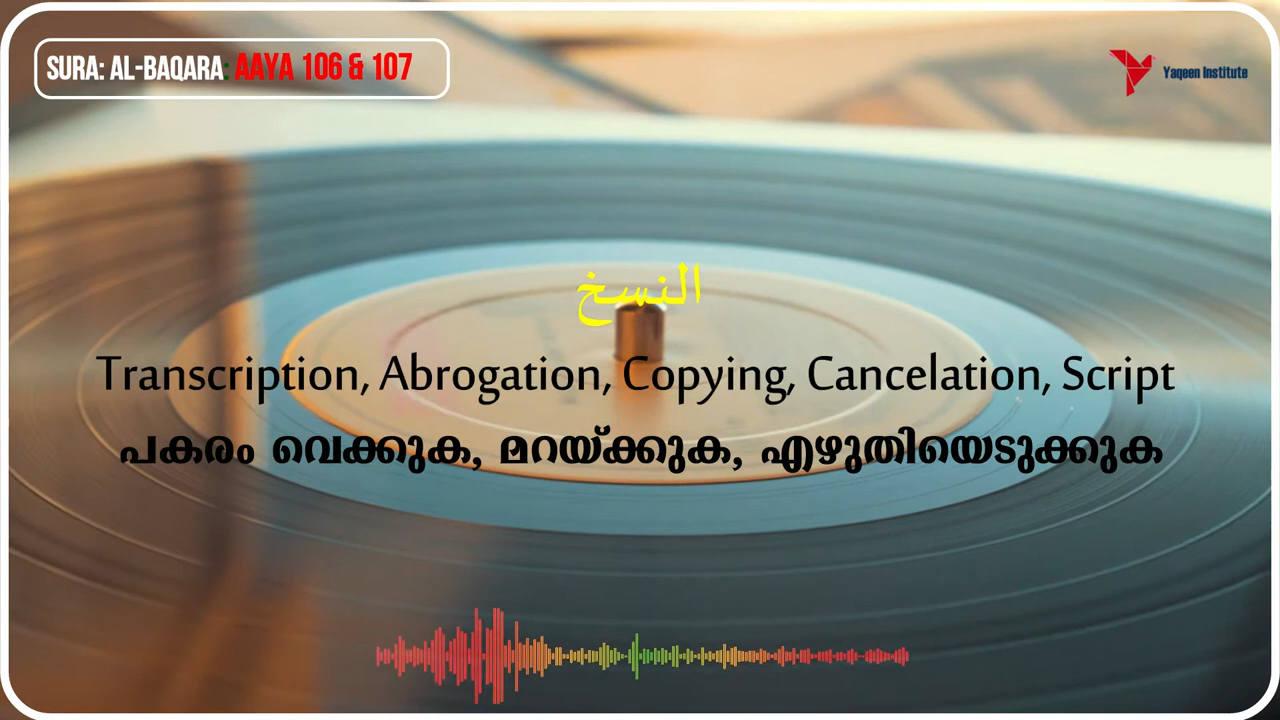 SURA: AL-BAQARA: AAYA 106 & 107
Yaqeen Institute
النسخ
Transcription, Abrogation, Copying, Cancelation, Script
പകരം വെക്കുക, മറയ്ക്കുക, എഴുതിയെടുക്കുക